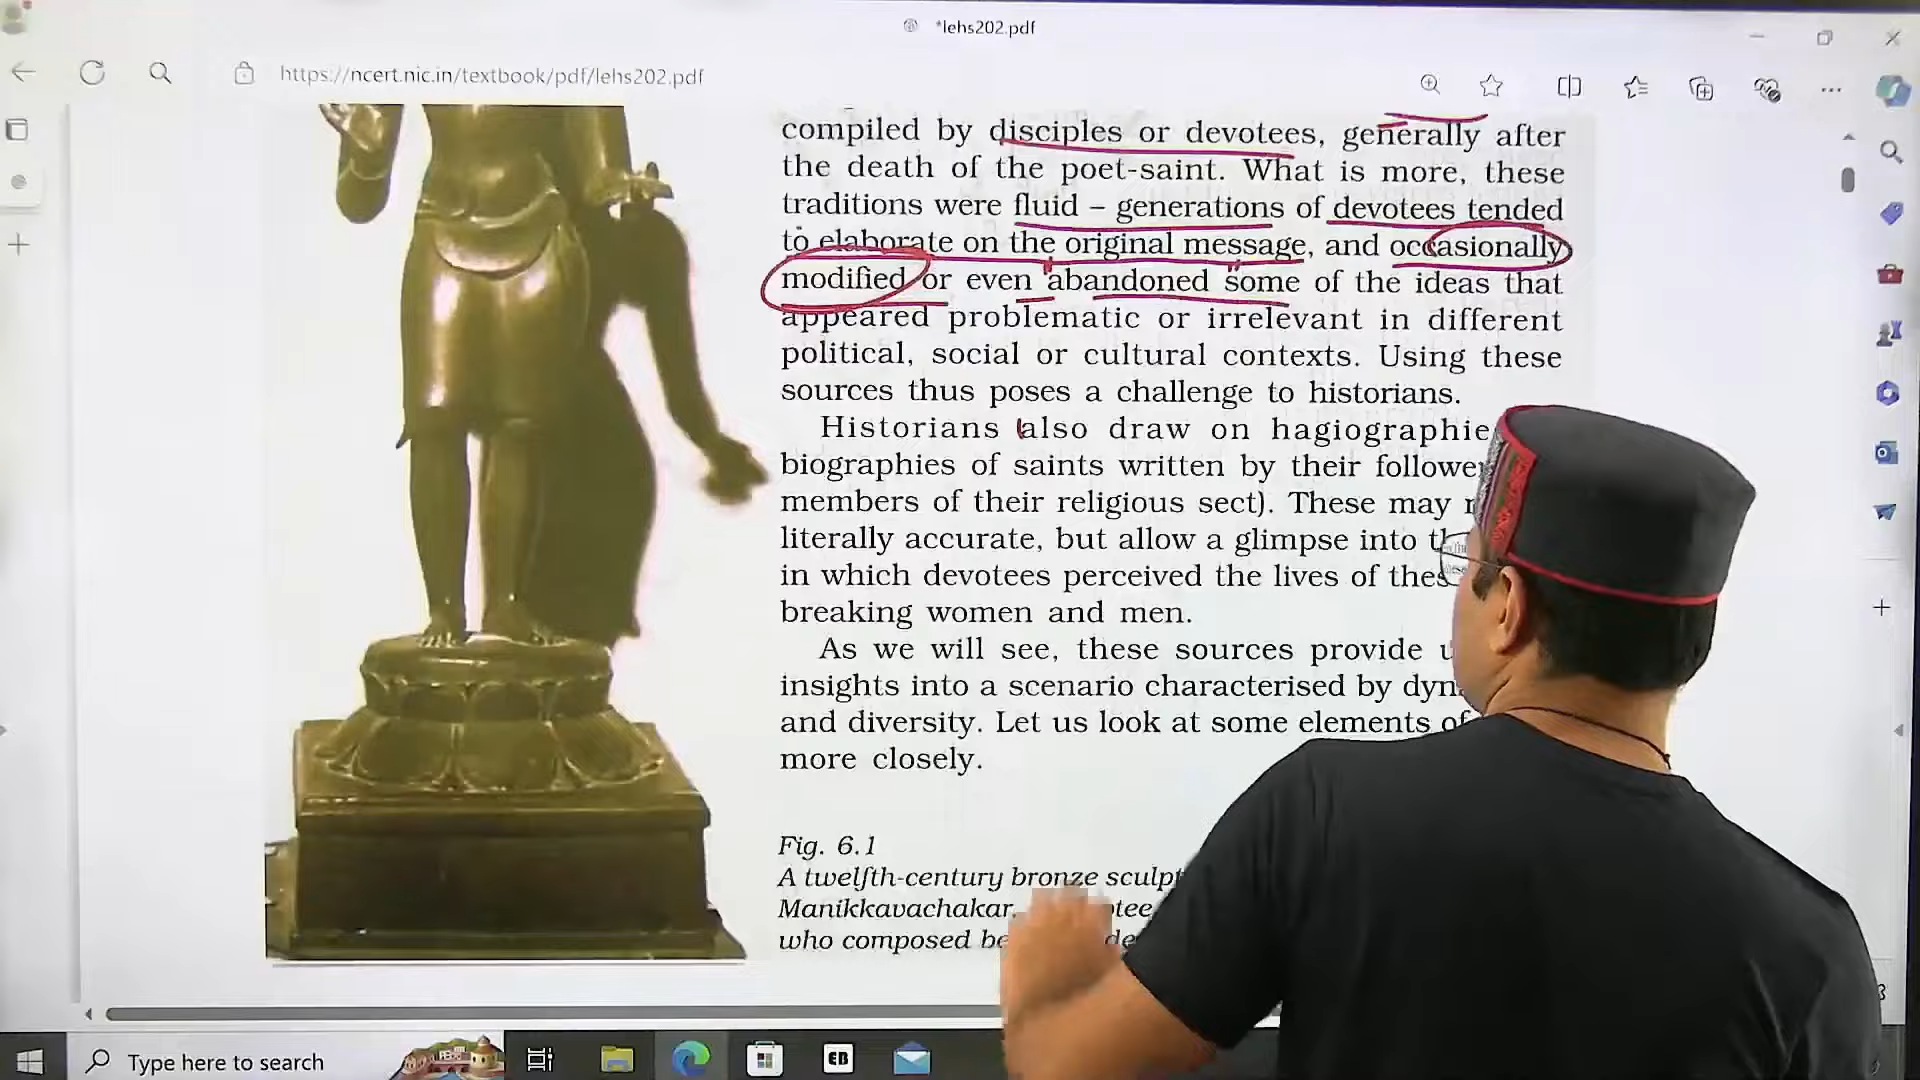 *lehs202.pdf
https://ncert.nic.in/textbook/pdf/lehs202.pdf
compiled by disciples or devotees, generally after
the death of the poet-saint. What is more, these
traditions were fluid – generations of devotees tended
to elaborate on the original message, and occasionally
modified or even abandoned some of the ideas that
appeared problematic or irrelevant in different
political, social or cultural contexts. Using these
sources thus poses a challenge to historians.
Historians also draw on
biographies of saints written by their
members of their religious sect). These may
literally accurate, but allow a glimpse into
in which devotees perceived the lives of
breaking women and men.
As we will see, these sources provide
insights into a scenario characterised by
and diversity. Let us look at some elements of
more closely.
Fig. 6.1
A twelfth-century bronze
Manikkavachakar,
who composed
Type here to search
EB